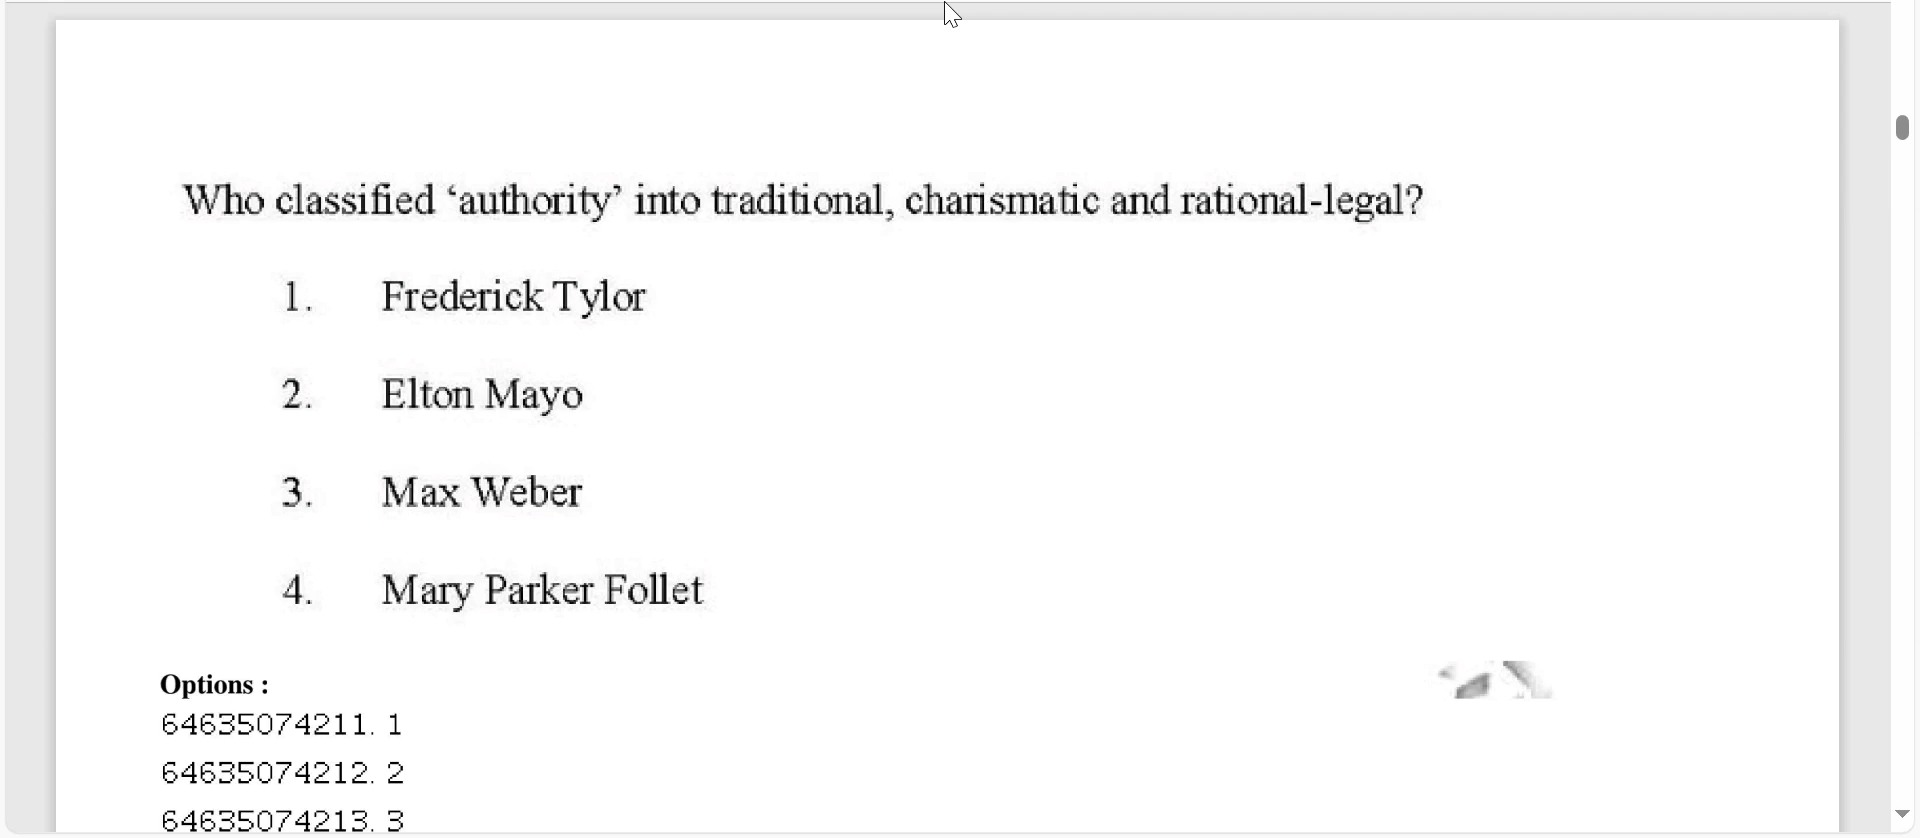 Who classified ‘authority’ into traditional, charismatic and rational-legal?
1. Frederick Tylor
2. Elton Mayo
3. Max Weber
4. Mary Parker Follet
Options :
64635074211. 1
64635074212. 2
64635074213. 3